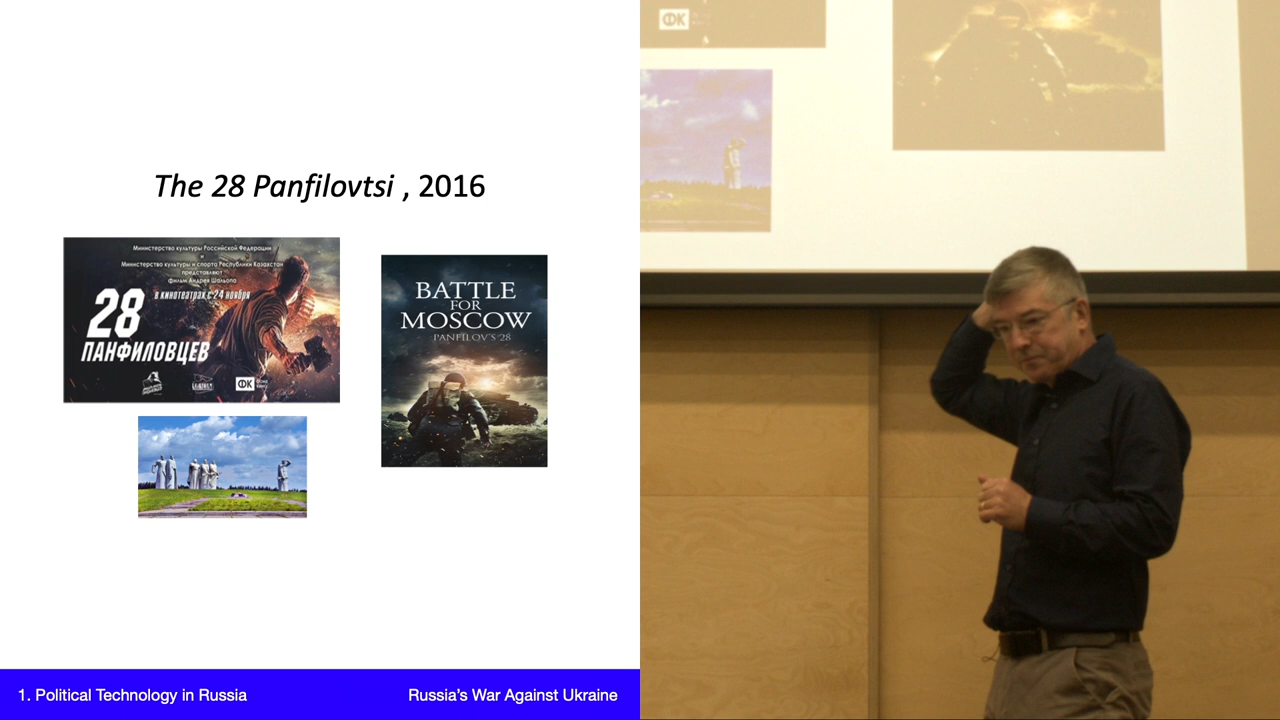 The 28 Panfilovtsi , 2016
Министерство культуры Российской Федерации
и
Министерство культуры и спорта Республики Казахстан
представляют
фильм Андрея Шальопа
в кинотеатрах с 24 ноября
28
ПАНФИЛОВЦЕВ
ФК
BATTLE
FOR
MOSCOW
PANFILOV'S 28
1. Political Technology in Russia
Russia's War Against Ukraine
ФК